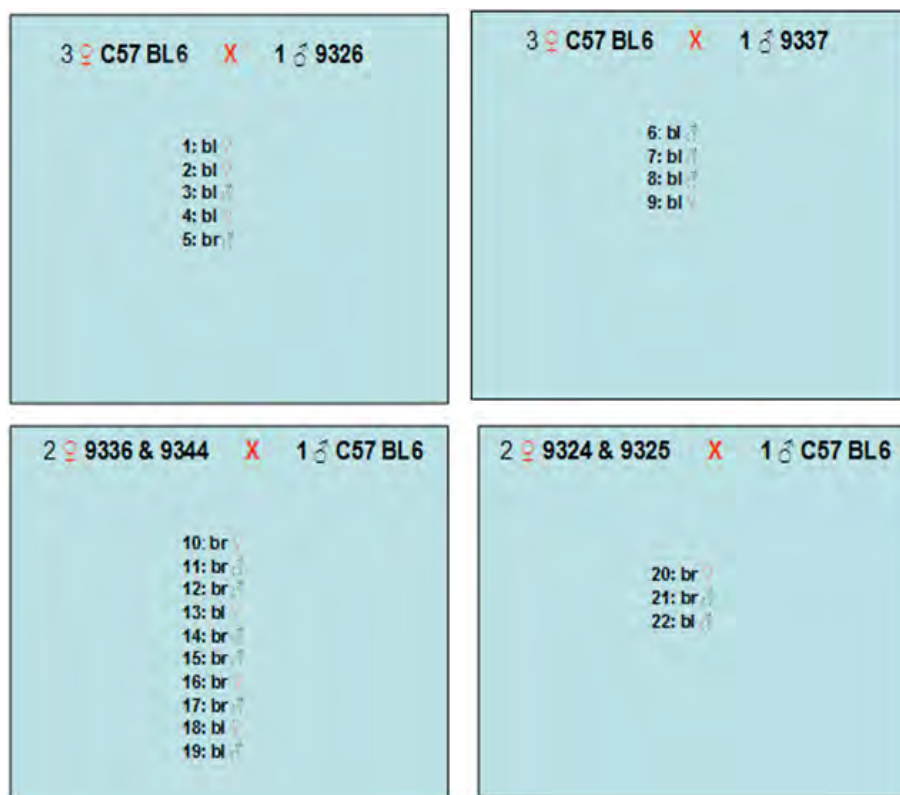 3 ♀ C57 BL6 X 1 ♂ 9326
1: bl ♀
2: bl ♀
3: bl ♂
4: bl ♀
5: br ♂
3 ♀ C57 BL6 X 1 ♂ 9337
6: bl ♂
7: bl ♂
8: bl ♂
9: bl ♀
2 ♀ 9336 & 9344 X 1 ♂ C57 BL6
10: br ♀
11: br ♂
12: br ♂
13: bl ♀
14: br ♂
15: br ♂
16: br ♀
17: br ♂
18: bl ♀
19: bl ♂
2 ♀ 9324 & 9325 X 1 ♂ C57 BL6
20: br ♀
21: br ♂
22: bl ♂